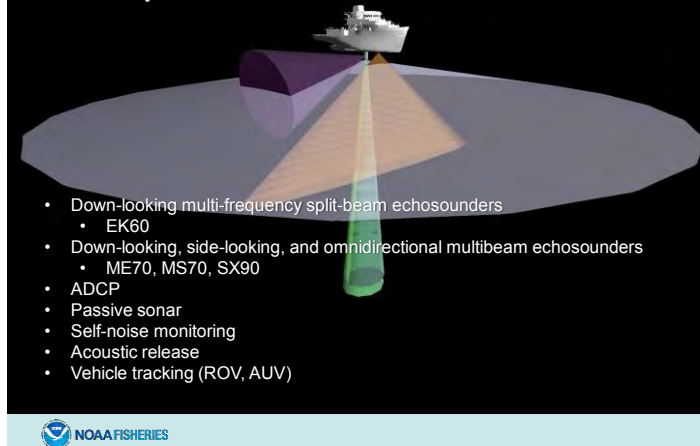 • Down-looking multi-frequency split-beam echosounders
• EK60
• Down-looking, side-looking, and omnidirectional multibeam echosounders
• ME70, MS70, SX90
• ADCP
• Passive sonar
• Self-noise monitoring
• Acoustic release
• Vehicle tracking (ROV, AUV)
NOAA FISHERIES